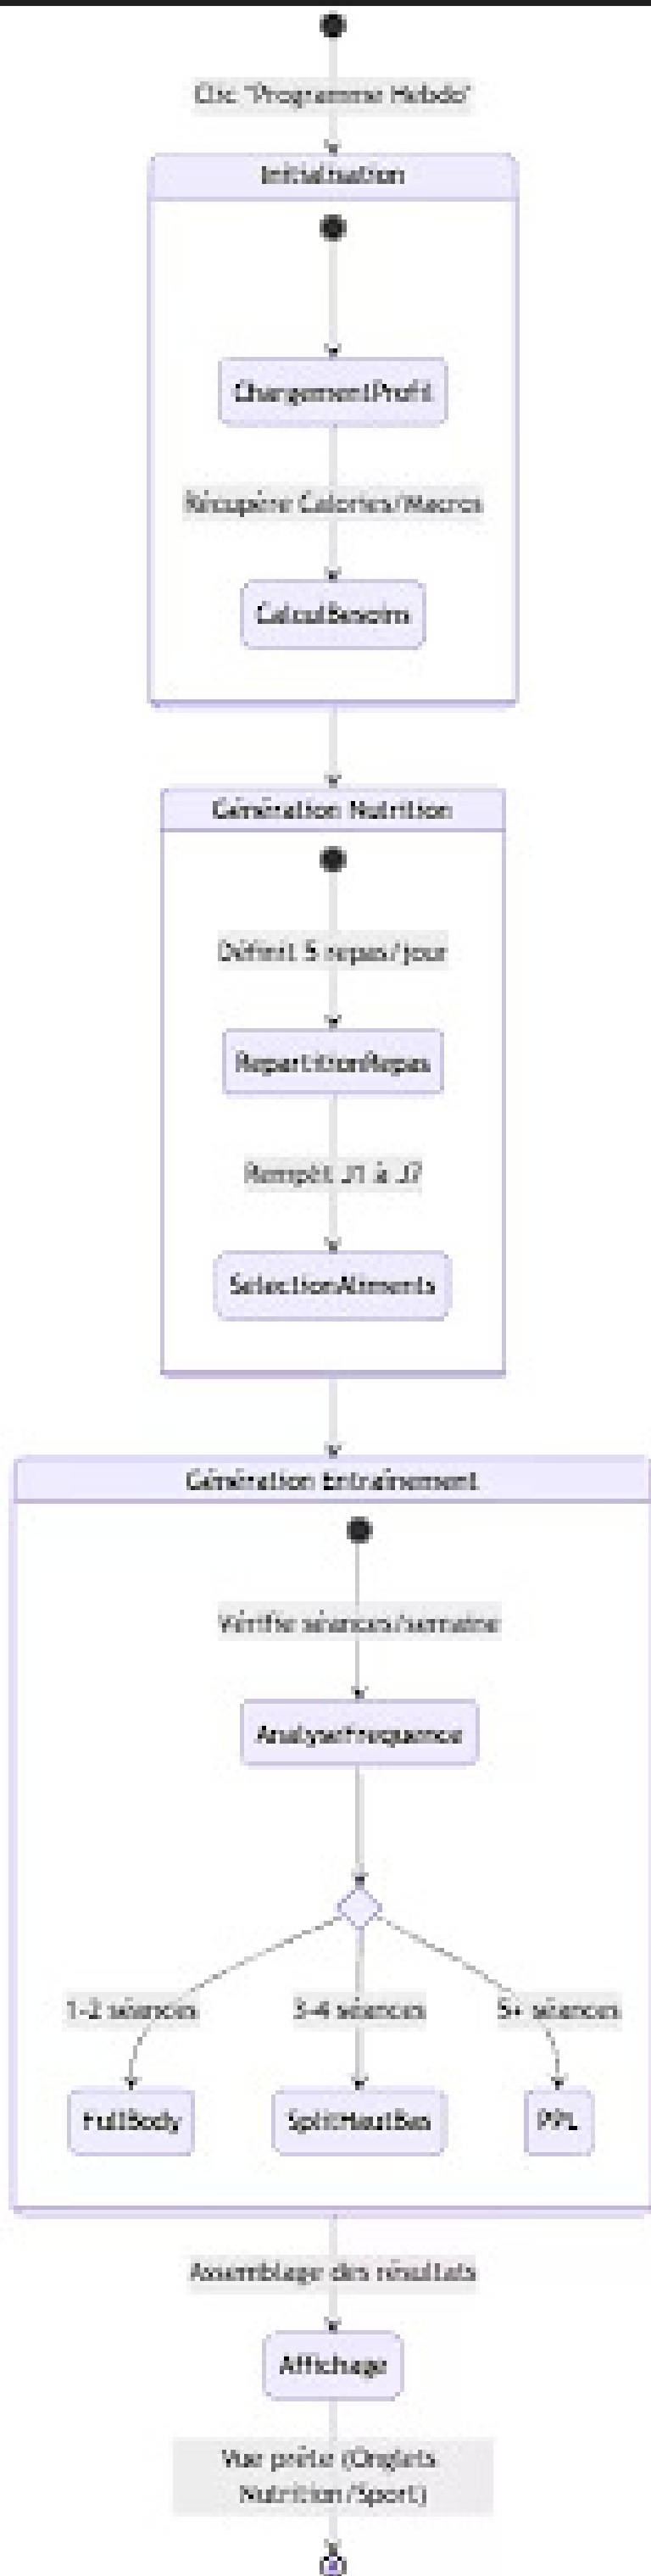 Clic "Programme Hebdo"
Initialisation
ChargementProfil
Récupère Calories/Macros
CalculBesoins
Génération Nutrition
Définit 5 repas/jour
RepartitionRepas
Remplit J1 à J7
SelectionAliments
Génération Entraînement
Vérifie séances/semaine
AnalyseFrequence
1-2 séances
3-4 séances
5+ séances
FullBody
SplitHautBas
PPL
Assemblage des résultats
Affichage
Vue prête (Onglets
Nutrition/Sport)